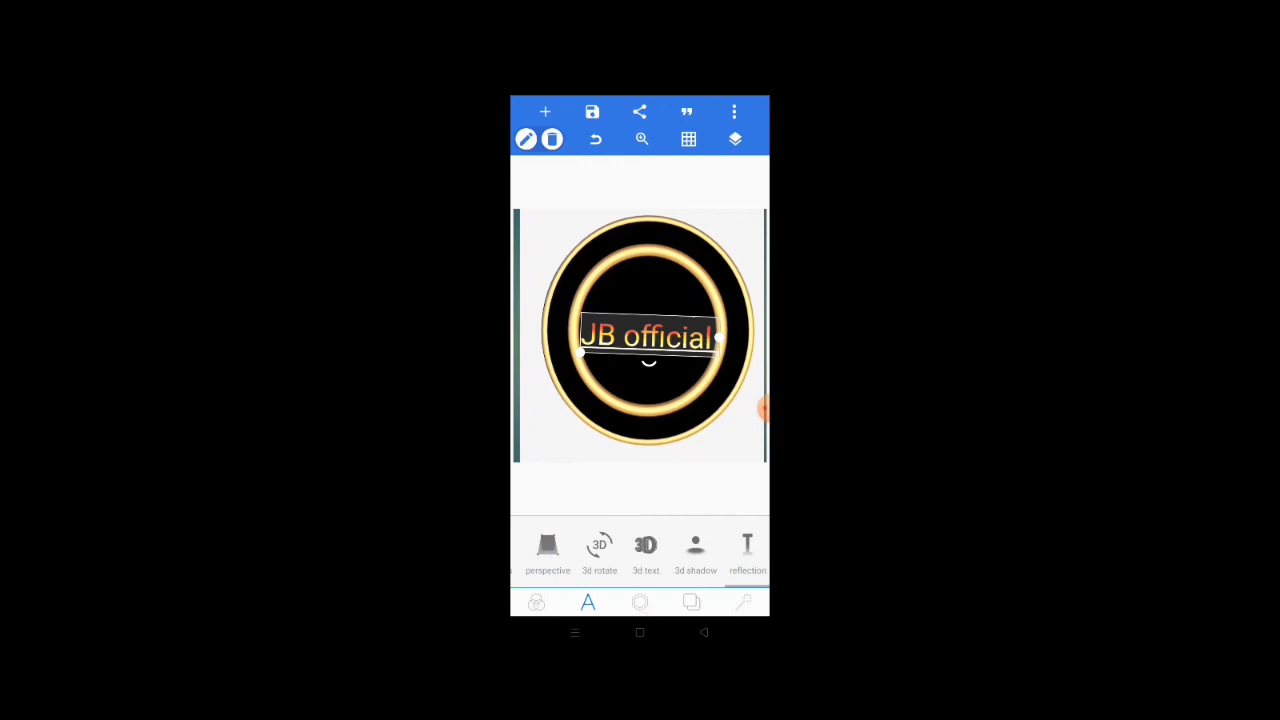 JB official
perspective
3d rotate
3d text
3d shadow
reflection